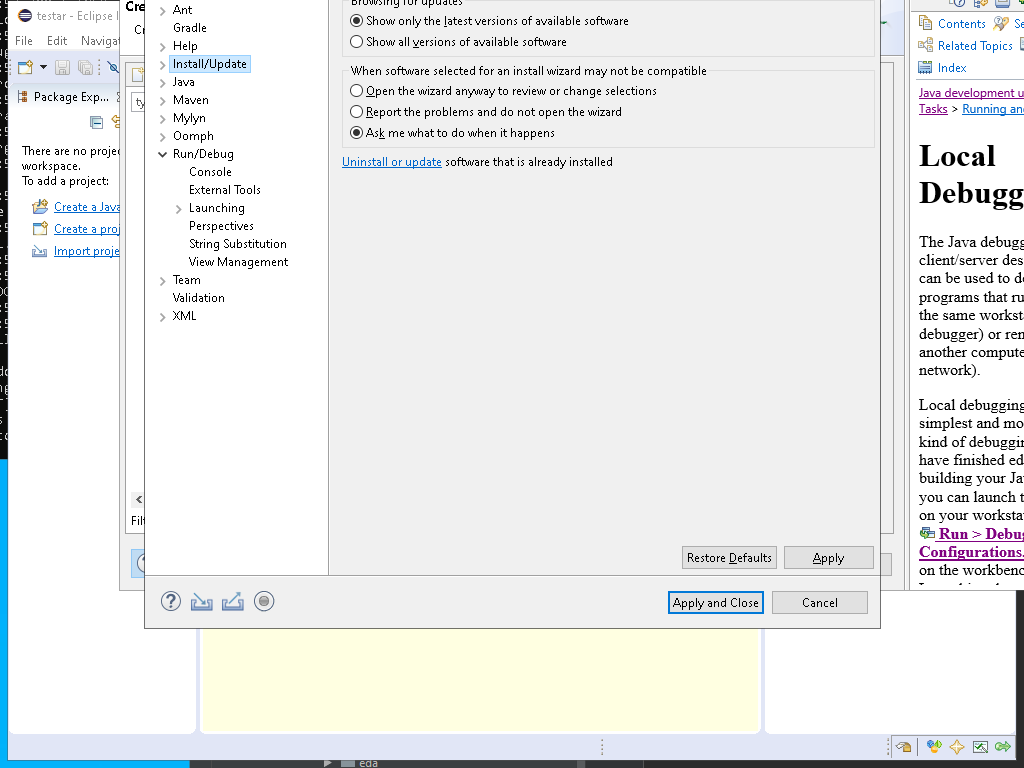 testar - Eclipse I
File Edit Navigat
Package Exp...
There are no projec
workspace.
To add a project:
Create a Java
Create a proj
Import proje
Cre
Ant
Gradle
Help
Install/Update
Java
Maven
Mylyn
Oomph
Run/Debug
Console
External Tools
Launching
Perspectives
String Substitution
View Management
Team
Validation
XML
Browsing for updates
Show only the latest versions of available software
Show all versions of available software
When software selected for an install wizard may not be compatible
Open the wizard anyway to review or change selections
Report the problems and do not open the wizard
Ask me what to do when it happens
Uninstall or update software that is already installed
Restore Defaults Apply
Apply and Close Cancel
Contents Se
Related Topics
Index
Java development u
Tasks > Running and
Local
Debugg
The Java debugg
client/server des
can be used to de
programs that ru
the same worksta
debugger) or rem
another compute
network).
Local debugging
simplest and mo
kind of debuggin
have finished ed
building your Jav
you can launch t
on your worksta
Run > Debug
Configurations.
on the workbenc
eda